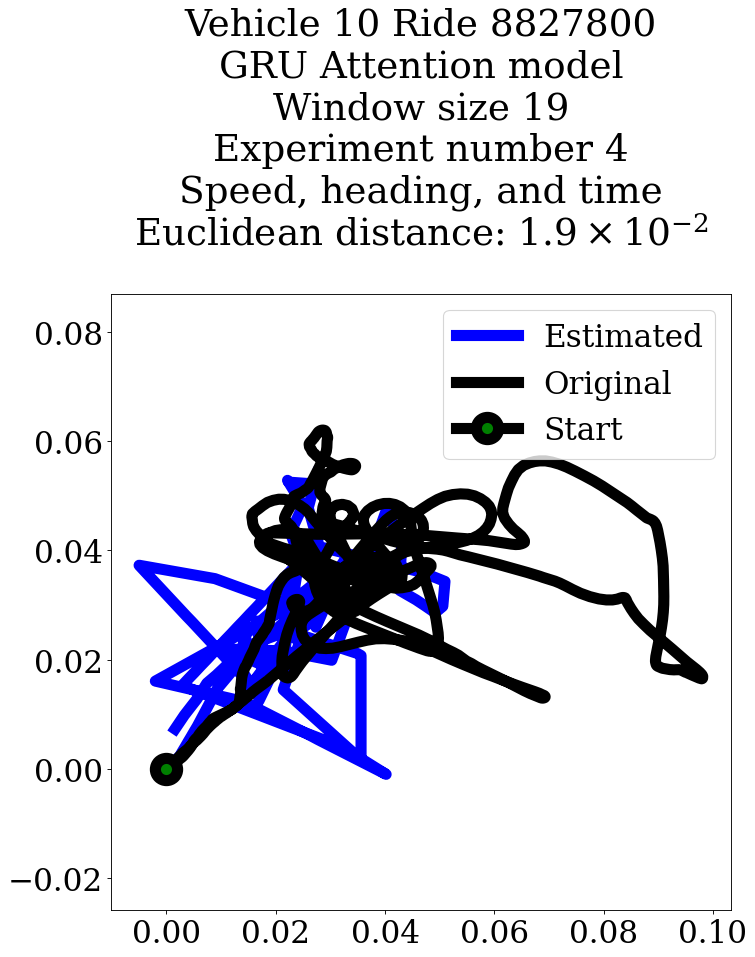 Vehicle 10 Ride 8827800
GRU Attention model
Window size 19
Experiment number 4
Speed, heading, and time
Euclidean distance: 1.9 × 10⁻²
Estimated
Original
Start
0.08
0.06
0.04
0.02
0.00
−0.02
0.00 0.02 0.04 0.06 0.08 0.10